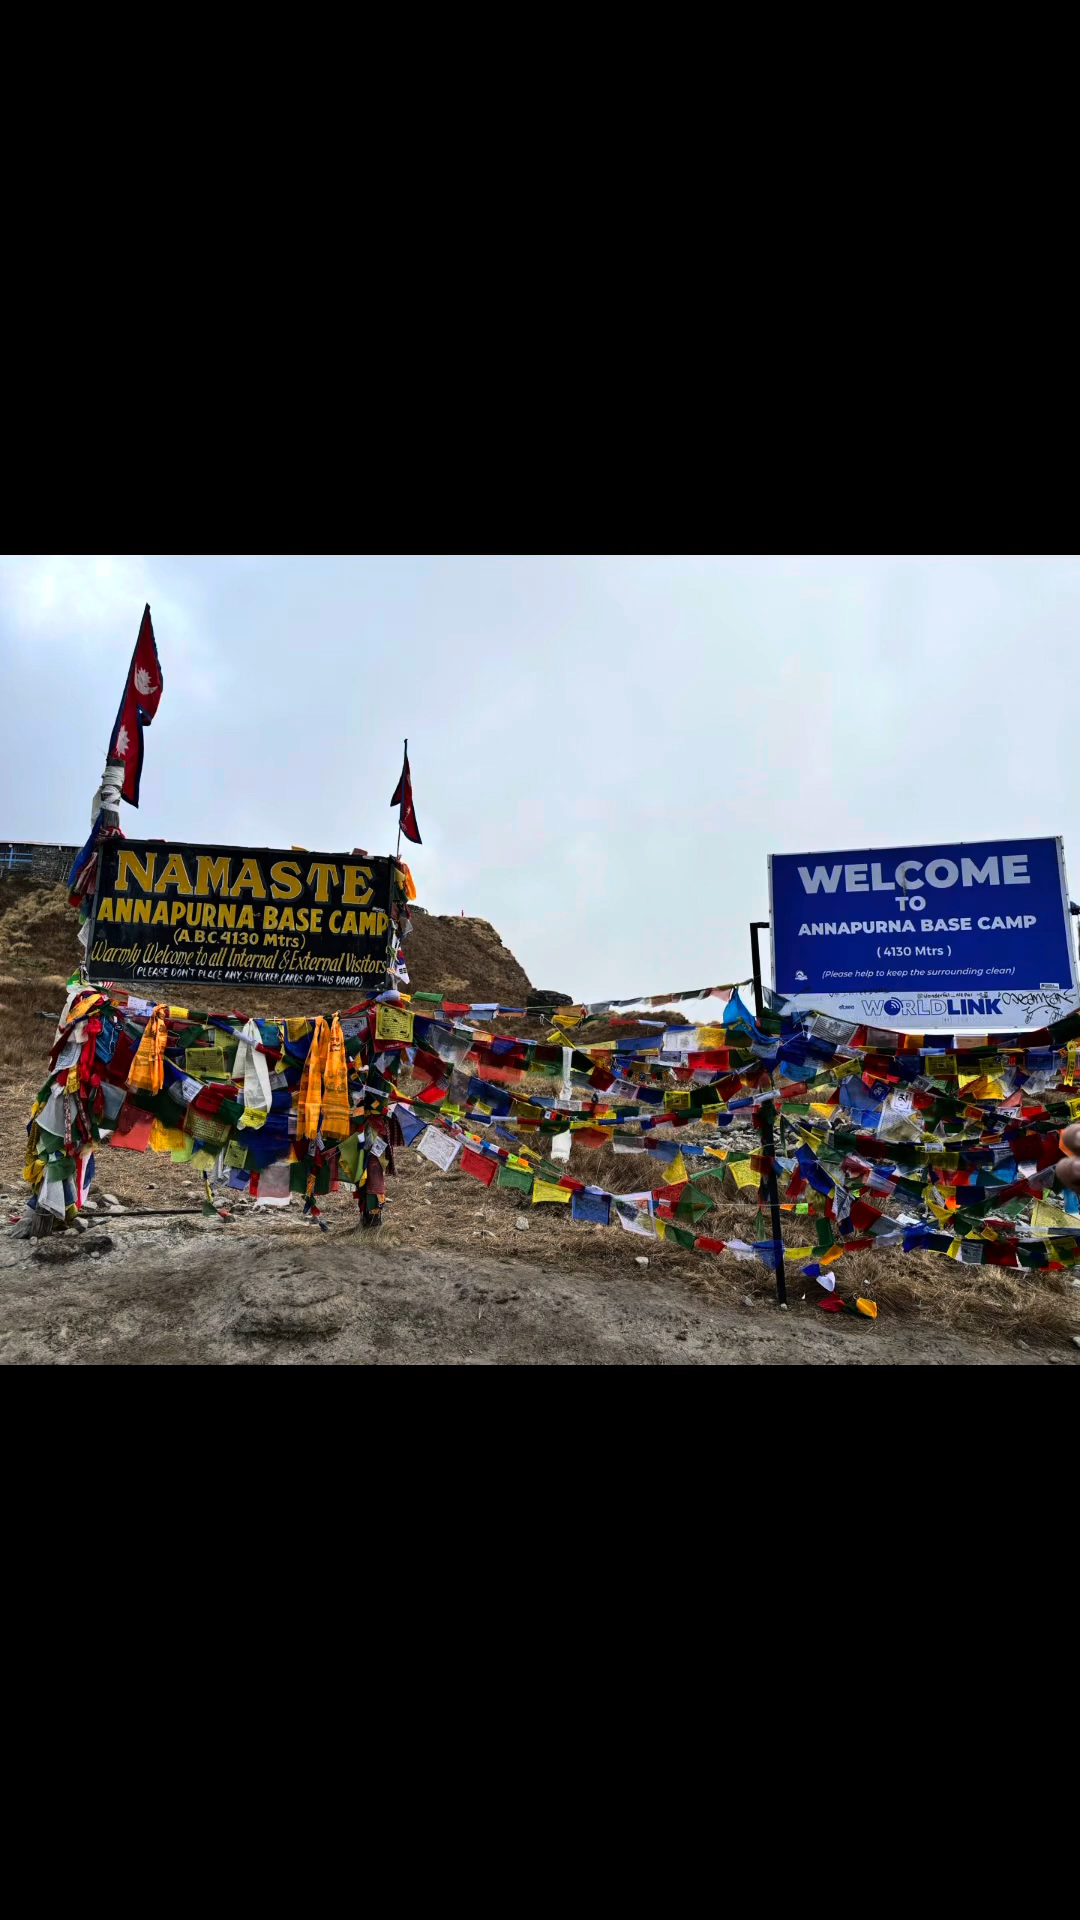 NAMASTE
ANNAPURNA BASE CAMP
(A.B.C.4130 Mtrs)
Warmly Welcome to all Internal & External Visitors
(PLEASE DON'T PLACE ANY STRICKER,CARDS ON THIS BOARD)
WELCOME
TO
ANNAPURNA BASE CAMP
( 4130 Mtrs )
(Please help to keep the surrounding clean)
WORLDLINK